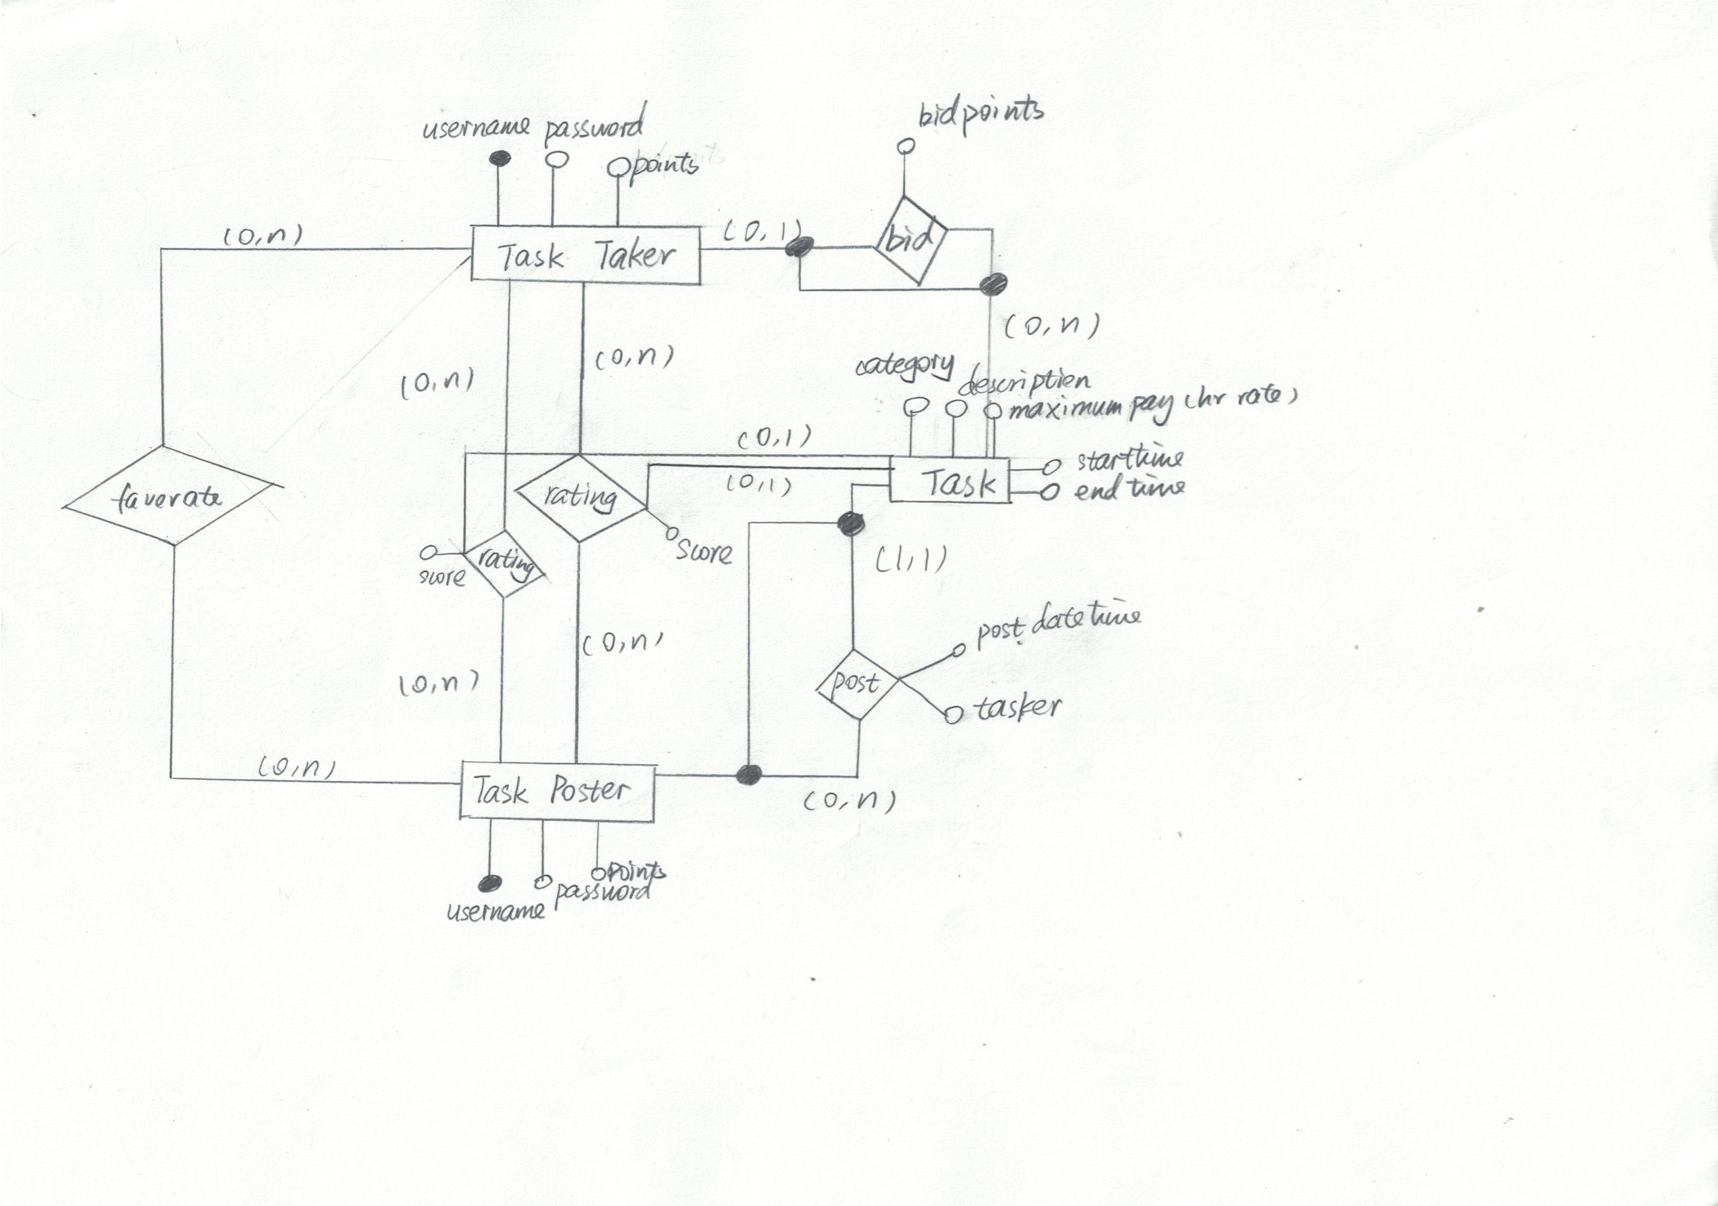 bidpoints
username password
points
bid
(0,n)
(0,1)
Task Taker
(0,n)
(0,n)
(0,n)
category
description
maximum pay (hr rate)
(0,1)
starttime
(0,1)
Task
end time
faverate
rating
score
rating
score
(1,1)
post datetime
(0,n)
(0,n)
post
tasker
(0,n)
Task Poster
(0,n)
points
password
username